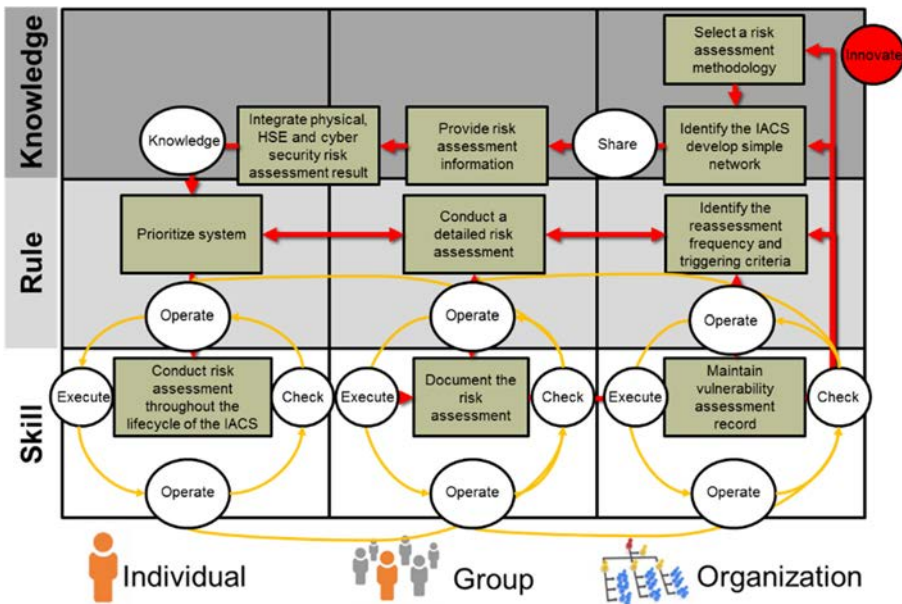 Knowledge
Select a risk
assessment
methodology
Innovate
Knowledge
Integrate physical,
HSE and cyber
security risk
assessment result
Provide risk
assessment
information
Share
Identify the IACS
develop simple
network
Rule
Prioritize system
Conduct a
detailed risk
assessment
Identify the
reassessment
frequency and
triggering criteria
Operate
Operate
Operate
Skill
Execute
Conduct risk
assessment
throughout the
lifecycle of the IACS
Check
Execute
Document the
risk
assessment
Check
Execute
Maintain
vulnerability
assessment
record
Check
Operate
Operate
Operate
Individual
Group
Organization